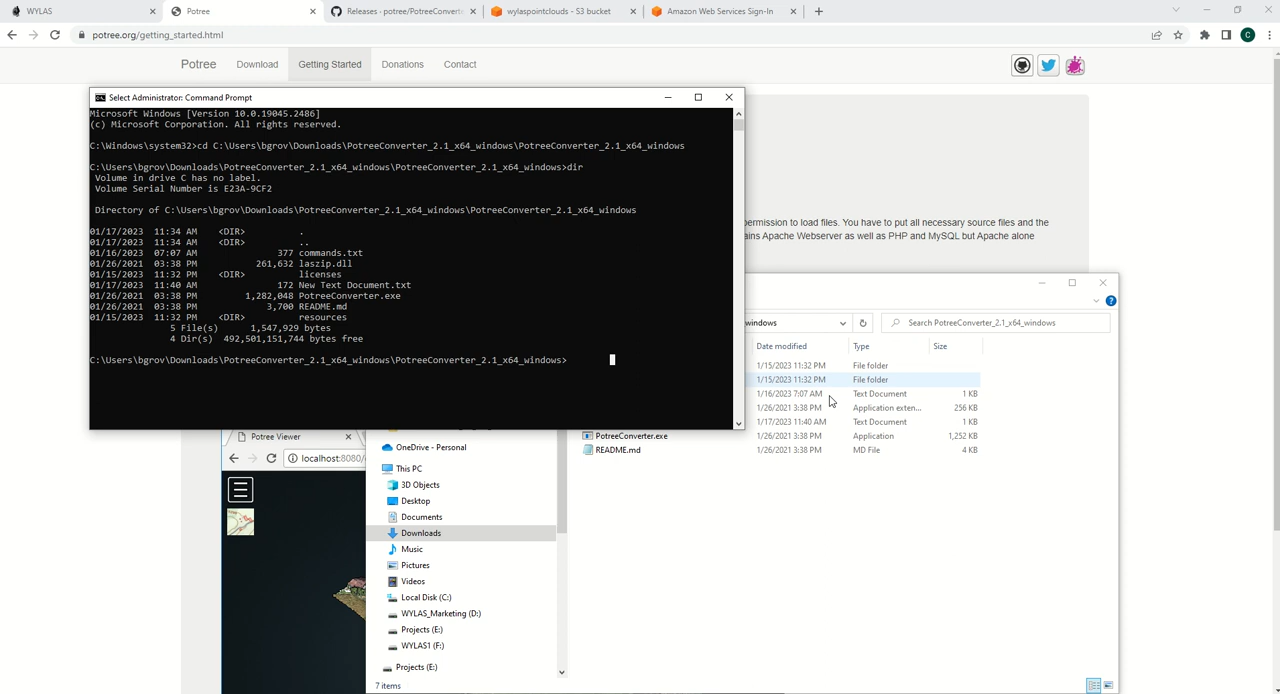 WYLAS
Potree
Releases - potree/PotreeConverte
wylaspointclouds - S3 bucket
Amazon Web Services Sign-In
potree.org/getting_started.html
C
Potree
Download
Getting Started
Donations
Contact
Select Administrator: Command Prompt
Microsoft Windows [Version 10.0.19045.2486]
(c) Microsoft Corporation. All rights reserved.
C:\Windows\system32>cd C:\Users\bgrov\Downloads\PotreeConverter_2.1_x64_windows\PotreeConverter_2.1_x64_windows
C:\Users\bgrov\Downloads\PotreeConverter_2.1_x64_windows\PotreeConverter_2.1_x64_windows>dir
Volume in drive C has no label.
Volume Serial Number is E23A-9CF2
Directory of C:\Users\bgrov\Downloads\PotreeConverter_2.1_x64_windows\PotreeConverter_2.1_x64_windows
01/17/2023 11:34 AM <DIR> .
01/17/2023 11:34 AM <DIR> ..
01/16/2023 07:07 AM 377 commands.txt
01/26/2021 03:38 PM 261,632 laszip.dll
01/15/2023 11:32 PM <DIR> licenses
01/17/2023 11:40 AM 172 New Text Document.txt
01/26/2021 03:38 PM 1,282,048 PotreeConverter.exe
01/26/2021 03:38 PM 3,700 README.md
01/15/2023 11:32 PM <DIR> resources
5 File(s) 1,547,929 bytes
4 Dir(s) 492,501,151,744 bytes free
C:\Users\bgrov\Downloads\PotreeConverter_2.1_x64_windows\PotreeConverter_2.1_x64_windows>
ermission to load files. You have to put all necessary source files and the
ains Apache Webserver as well as PHP and MySQL but Apache alone
windows
Search PotreeConverter_2.1_x64_windows
Date modified Type Size
1/15/2023 11:32 PM File folder
1/15/2023 11:32 PM File folder
1/16/2023 7:07 AM Text Document 1 KB
1/26/2021 3:38 PM Application exten... 256 KB
1/17/2023 11:40 AM Text Document 1 KB
PotreeConverter.exe 1/26/2021 3:38 PM Application 1,252 KB
README.md 1/26/2021 3:38 PM MD File 4 KB
Potree Viewer
localhost:8080/
OneDrive - Personal
This PC
3D Objects
Desktop
Documents
Downloads
Music
Pictures
Videos
Local Disk (C:)
WYLAS_Marketing (D:)
Projects (E:)
WYLAS1 (F:)
Projects (E:)
7 items